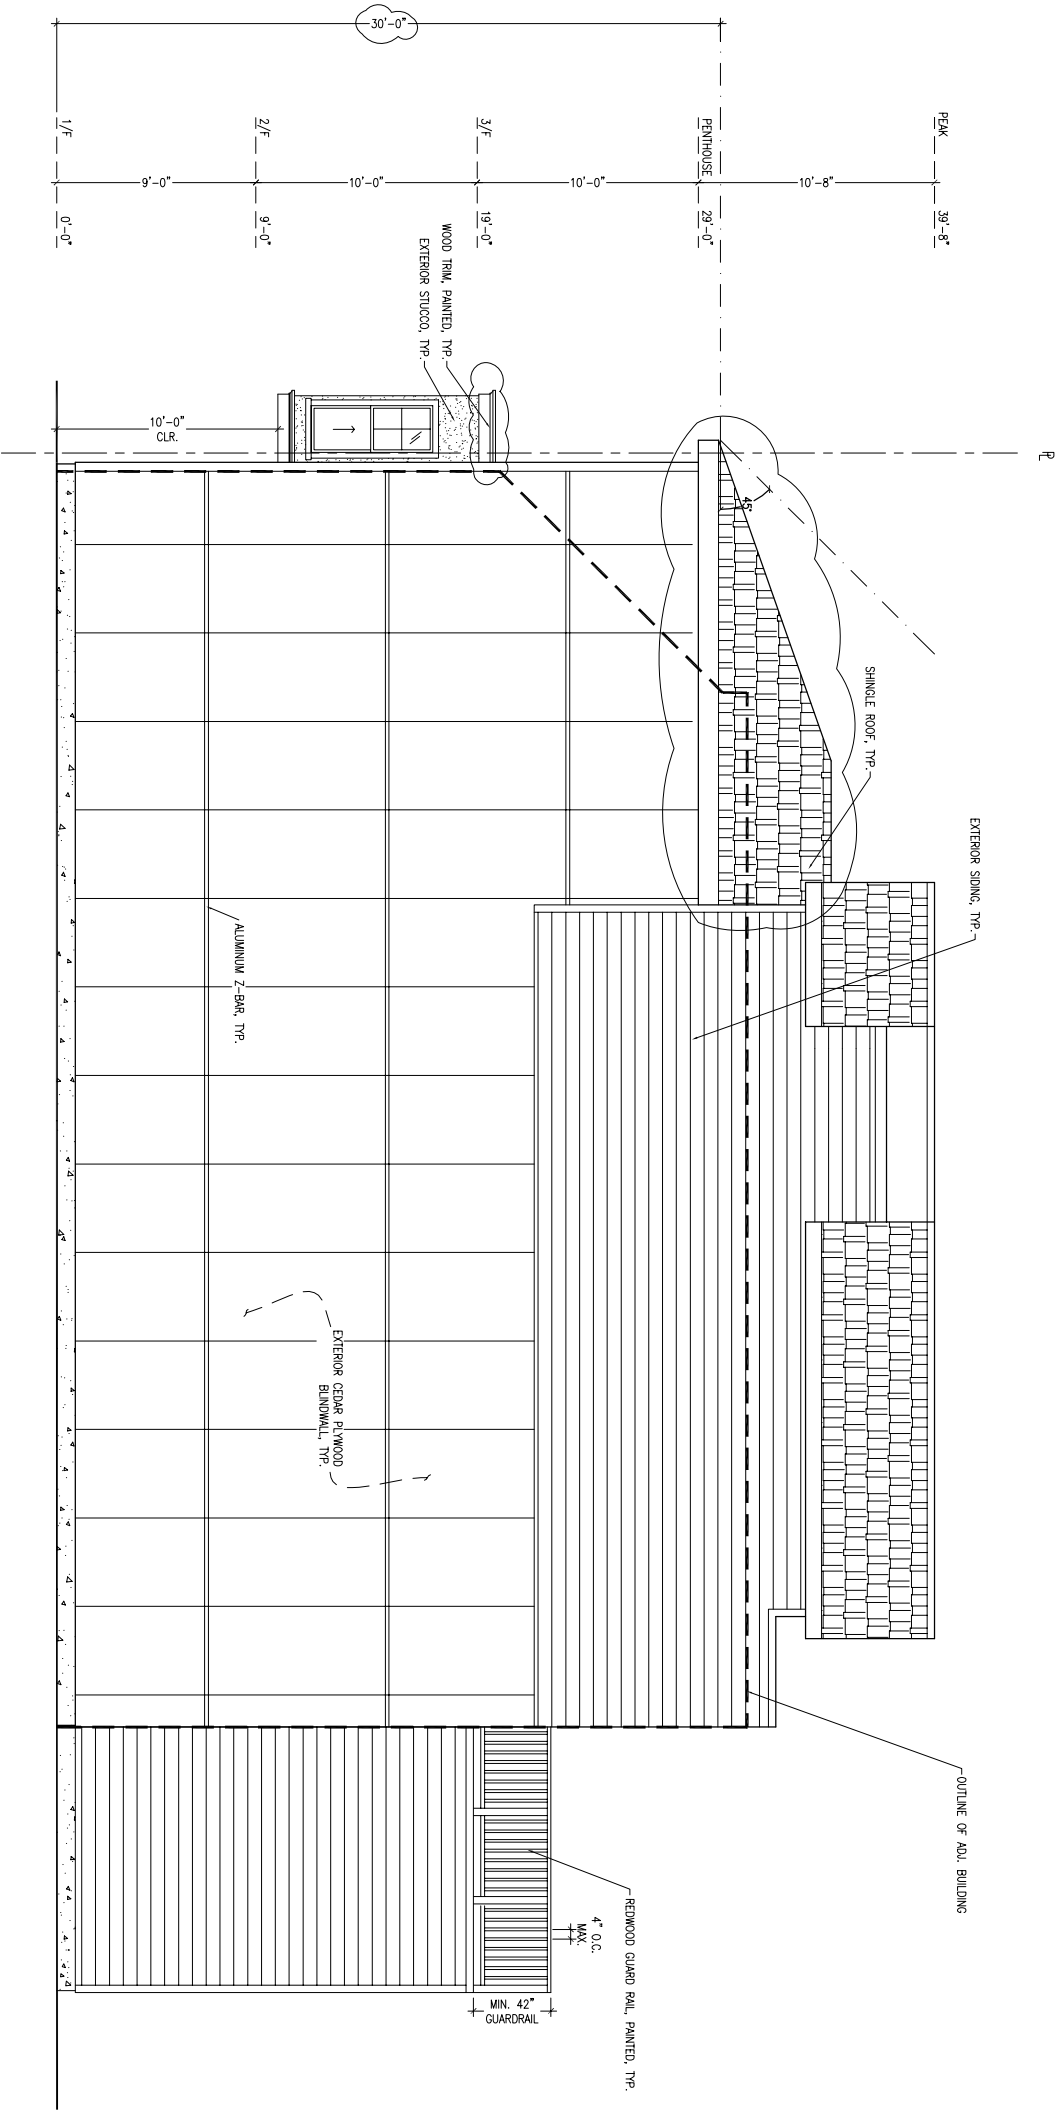 30'-0"
PEAK
39'-8"
10'-8"
PENTHOUSE
29'-0"
10'-0"
3/F
19'-0"
10'-0"
2/F
9'-0"
9'-0"
1/F
0'-0"
WOOD TRIM, PAINTED, TYP.
EXTERIOR STUCCO, TYP.
10'-0"
CLR.
PL
45°
SHINGLE ROOF, TYP.
EXTERIOR SIDING, TYP.
ALUMINUM Z-BAR, TYP.
EXTERIOR CEDAR PLYWOOD
BLINDWALL, TYP.
OUTLINE OF ADJ. BUILDING
REDWOOD GUARD RAIL, PAINTED, TYP.
4" O.C.
MAX.
MIN. 42"
GUARDRAIL